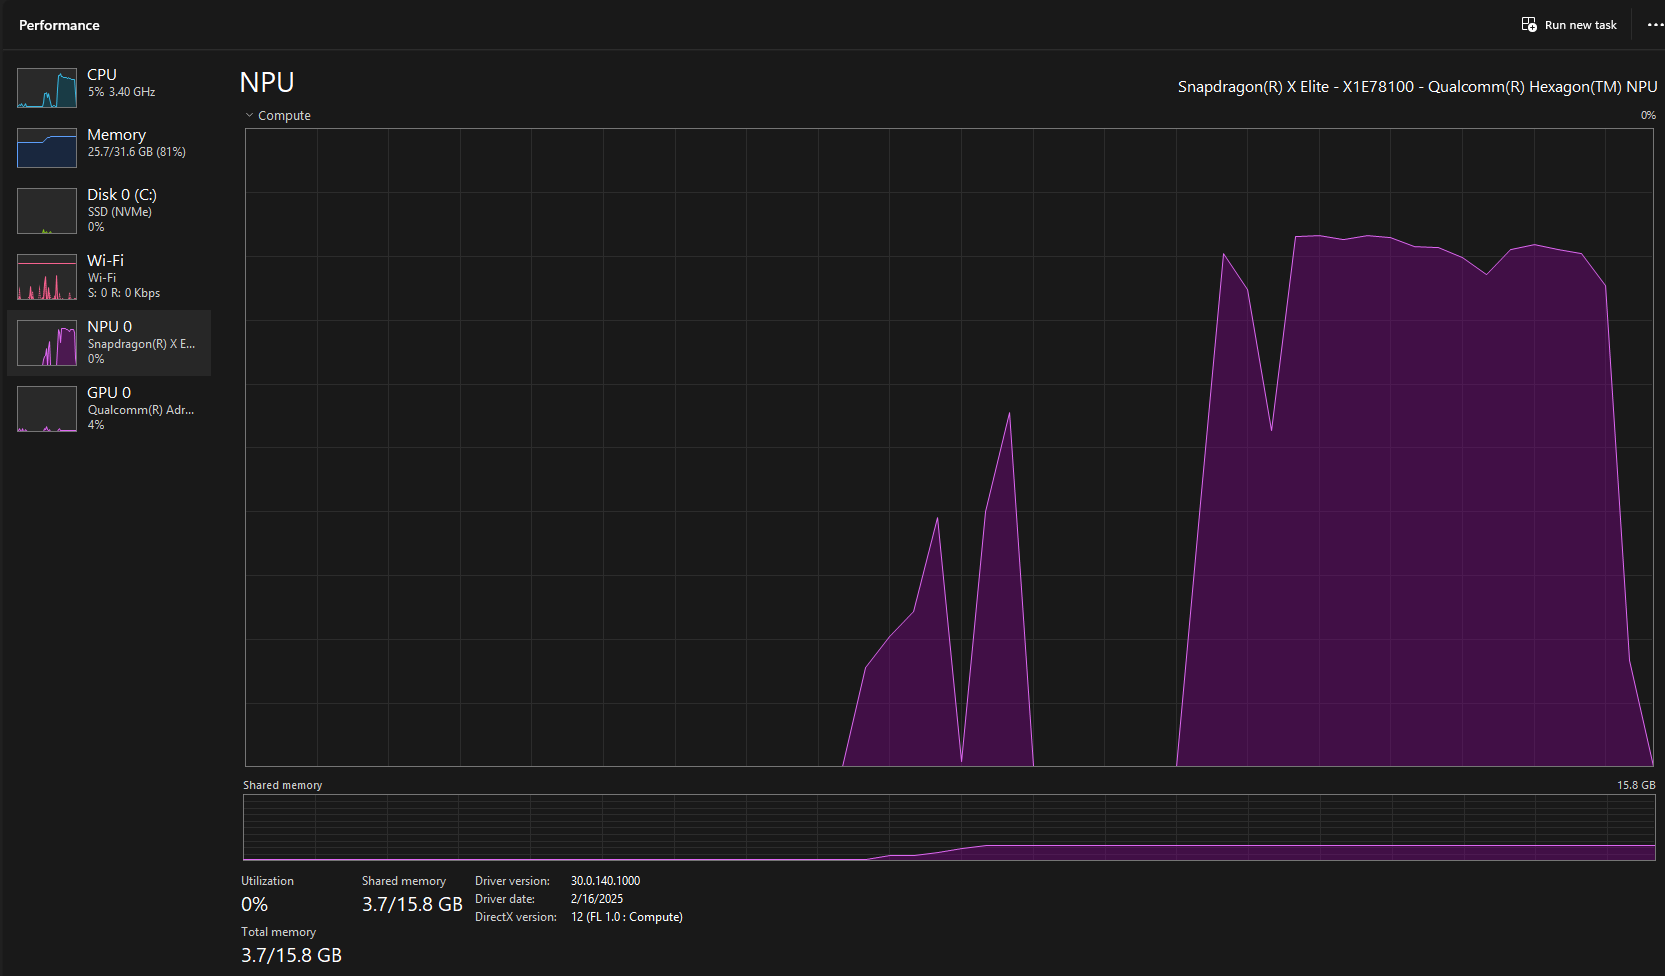 Performance
Run new task
CPU
5% 3.40 GHz
Memory
25.7/31.6 GB (81%)
Disk 0 (C:)
SSD (NVMe)
0%
Wi-Fi
Wi-Fi
S: 0 R: 0 Kbps
NPU 0
Snapdragon(R) X E...
0%
GPU 0
Qualcomm(R) Adr...
4%
NPU
Snapdragon(R) X Elite - X1E78100 - Qualcomm(R) Hexagon(TM) NPU
Compute
0%
Shared memory
15.8 GB
Utilization
0%
Shared memory
3.7/15.8 GB
Total memory
3.7/15.8 GB
Driver version: 30.0.140.1000
Driver date: 2/16/2025
DirectX version: 12 (FL 1.0 : Compute)